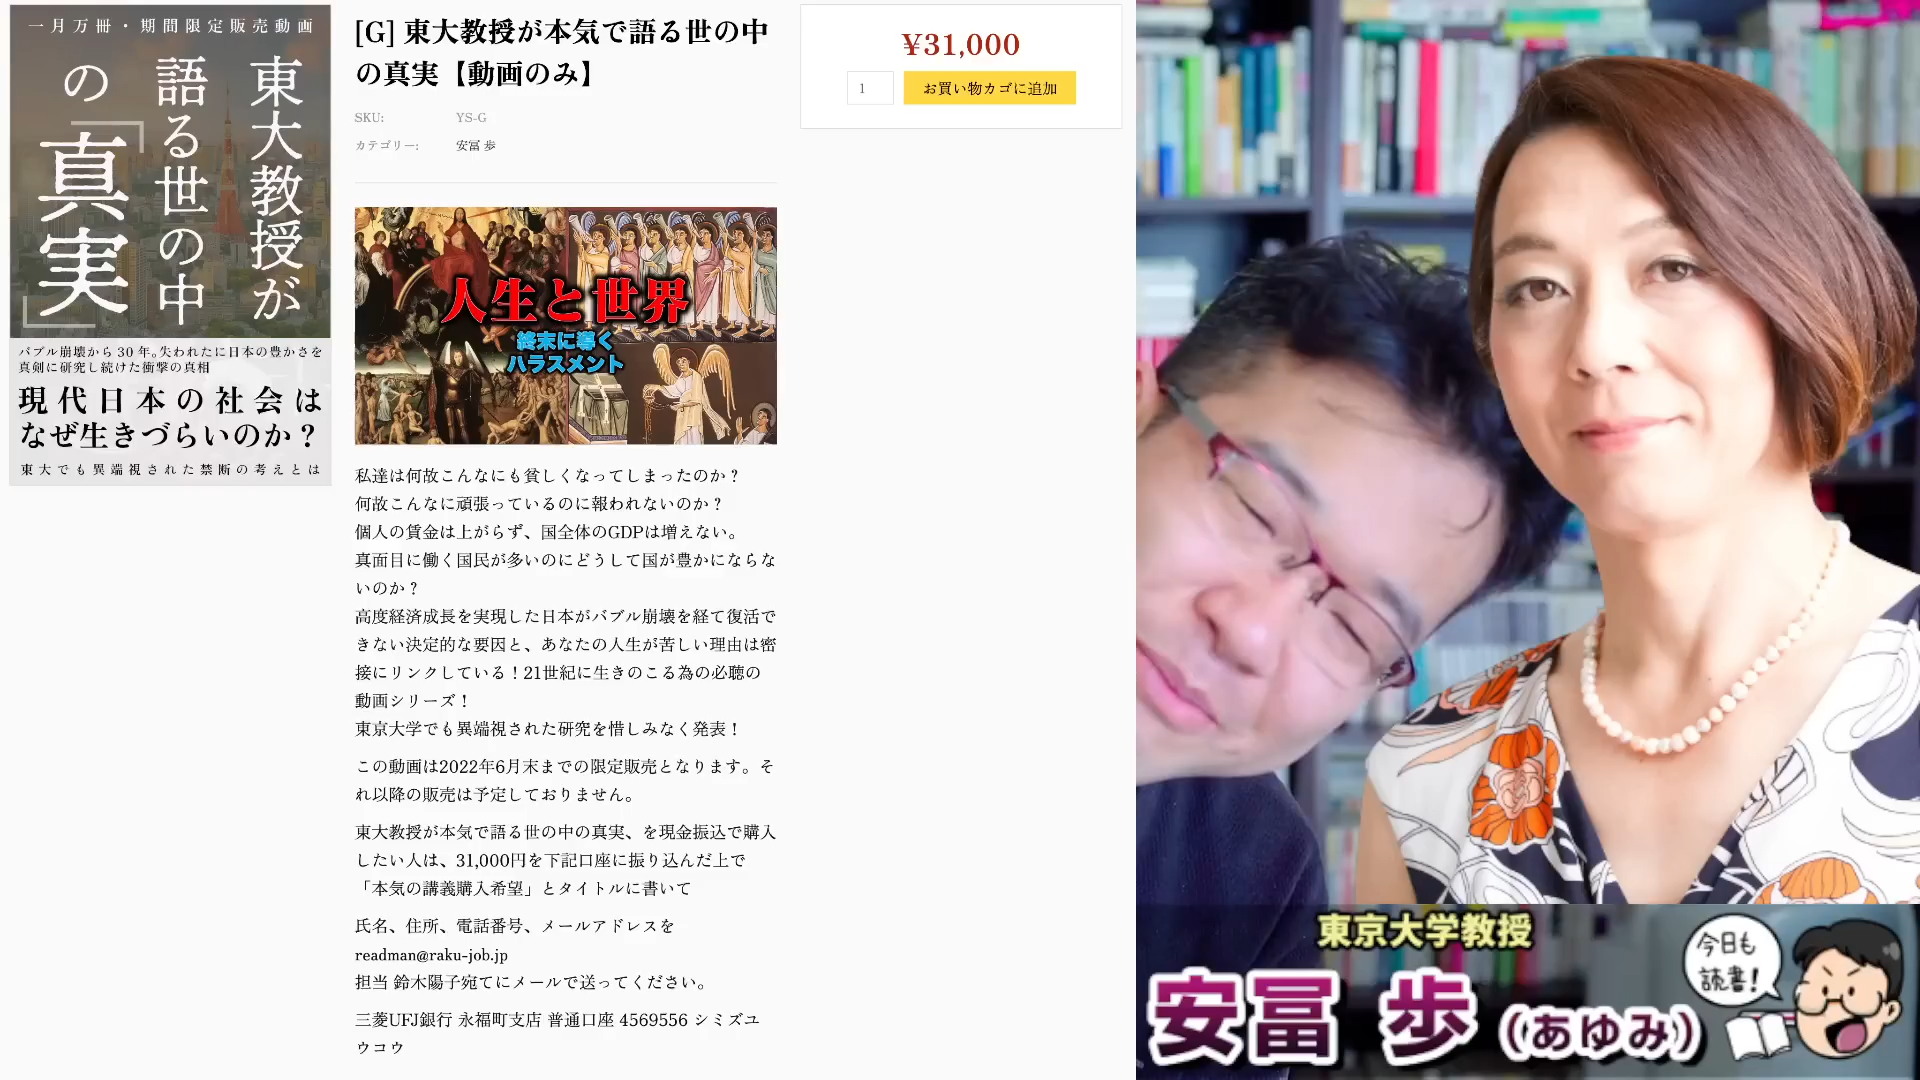 一月万冊・期間限定販売動画
東大教授が
語る世の中
の「真実」
バブル崩壊から30年。失われたに日本の豊かさを
真剣に研究し続けた衝撃の真相
現代日本の社会は
なぜ生きづらいのか？
東大でも異端視された禁断の考えとは
[G] 東大教授が本気で語る世の中
の真実【動画のみ】
SKU: YS-G
カテゴリー: 安冨 歩
人生と世界
終末に導く
ハラスメント
私達は何故こんなにも貧しくなってしまったのか？
何故こんなに頑張っているのに報われないのか？
個人の賃金は上がらず、国全体のGDPは増えない。
真面目に働く国民が多いのにどうして国が豊かにならな
いのか？
高度経済成長を実現した日本がバブル崩壊を経て復活で
きない決定的な要因と、あなたの人生が苦しい理由は密
接にリンクしている！21世紀に生きのこる為の必聴の
動画シリーズ！
東京大学でも異端視された研究を惜しみなく発表！
この動画は2022年6月末までの限定販売となります。そ
れ以降の販売は予定しておりません。
東大教授が本気で語る世の中の真実、を現金振込で購入
したい人は、31,000円を下記口座に振り込んだ上で
「本気の講義購入希望」とタイトルに書いて
氏名、住所、電話番号、メールアドレスを
readman@raku-job.jp
担当 鈴木陽子宛てにメールで送ってください。
三菱UFJ銀行 永福町支店 普通口座 4569556 シミズユ
ウコウ
¥31,000
1
お買い物カゴに追加
東京大学教授
安冨 歩(あゆみ)
今日も
読書!